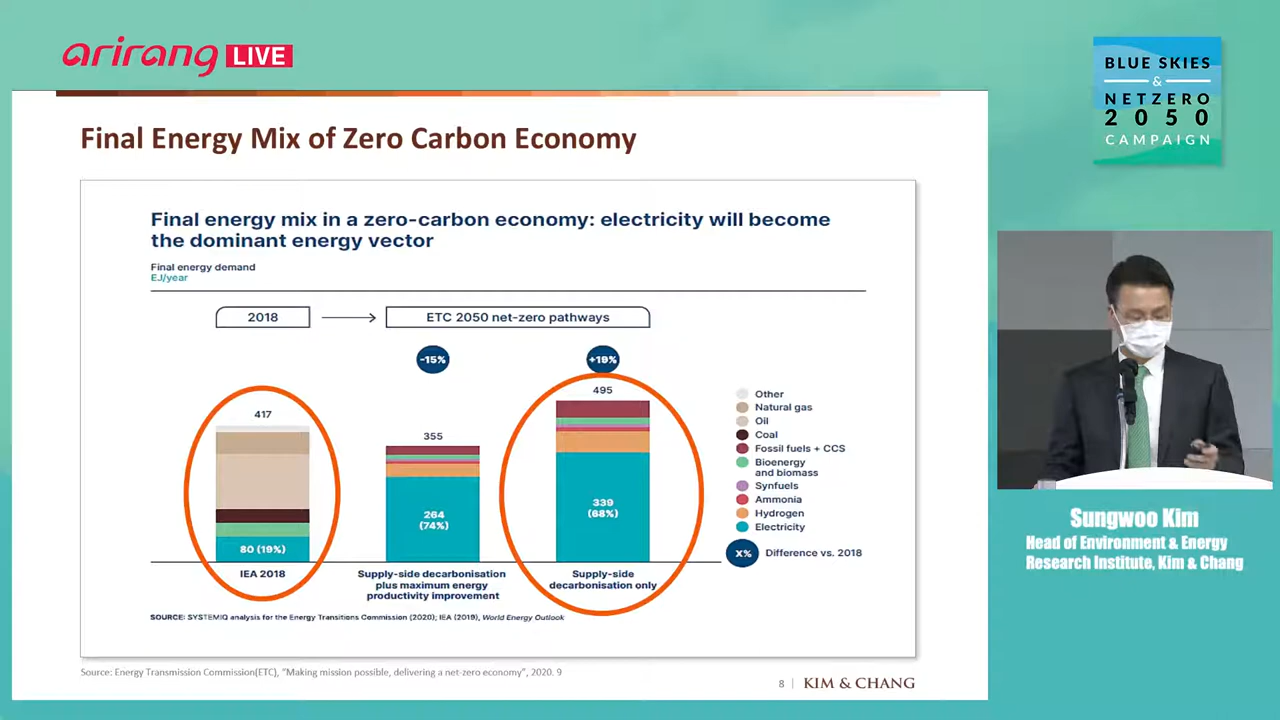 arirang LIVE
BLUE SKIES
&
NETZERO
2050
CAMPAIGN
Final Energy Mix of Zero Carbon Economy
Final energy mix in a zero-carbon economy: electricity will become
the dominant energy vector
Final energy demand
EJ/year
2018
ETC 2050 net-zero pathways
-15%
+19%
417
355
495
80 (19%)
264
(74%)
339
(68%)
IEA 2018
Supply-side decarbonisation
plus maximum energy
productivity improvement
Supply-side
decarbonisation only
Other
Natural gas
Oil
Coal
Fossil fuels + CCS
Bioenergy
and biomass
Synfuels
Ammonia
Hydrogen
Electricity
X% Difference vs. 2018
SOURCE: SYSTEMIQ analysis for the Energy Transitions Commission (2020); IEA (2019), World Energy Outlook
Source: Energy Transmission Commission(ETC), “Making mission possible, delivering a net-zero economy”, 2020. 9
8 | KIM & CHANG
Sungwoo Kim
Head of Environment & Energy
Research Institute, Kim & Chang